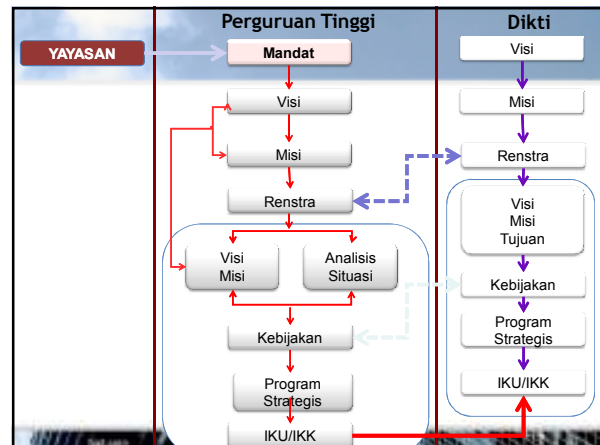 Perguruan Tinggi
Dikti
YAYASAN
Mandat
Visi
Misi
Renstra
Visi
Misi
Analisis
Situasi
Kebijakan
Program
Strategis
IKU/IKK
Visi
Misi
Renstra
Visi
Misi
Tujuan
Kebijakan
Program
Strategis
IKU/IKK